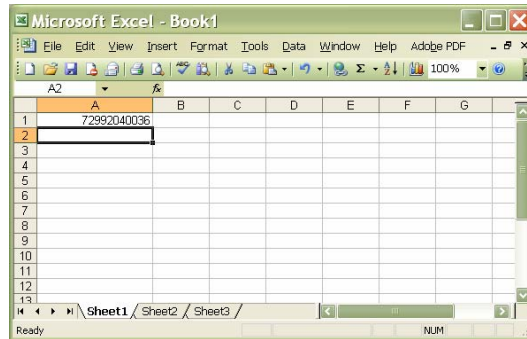 Microsoft Excel - Book1
File Edit View Insert Format Tools Data Window Help Adobe PDF
Σ 100%
A2 fx
A B C D E F G
1 72992040036
2
3
4
5
6
7
8
9
10
11
12
13
Sheet1 / Sheet2 / Sheet3 /
Ready NUM